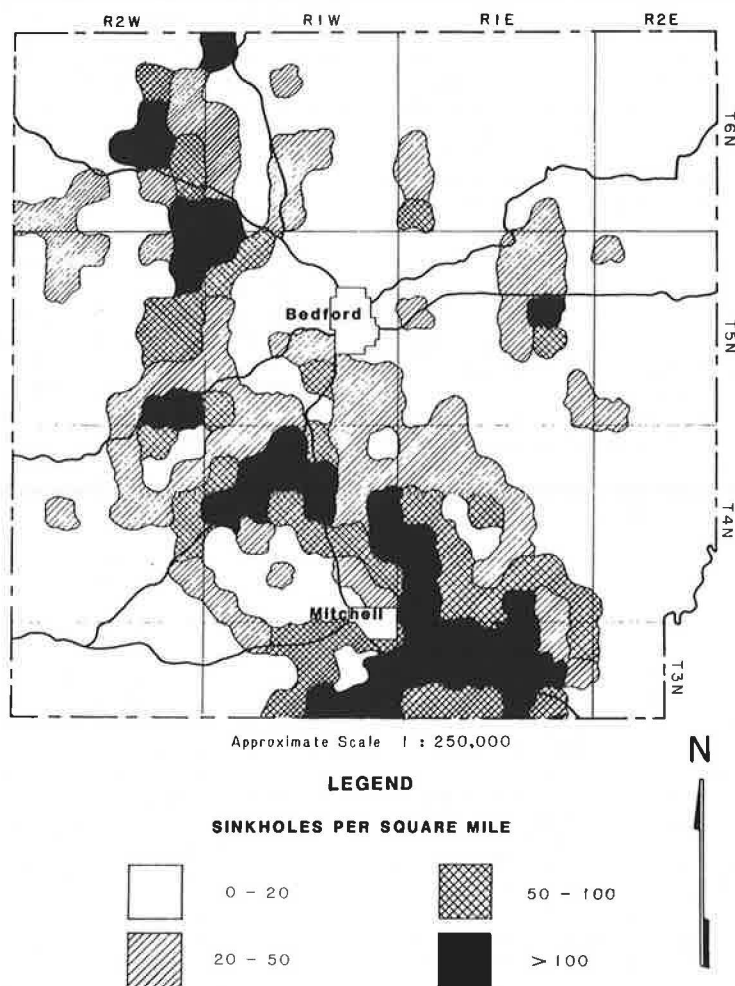 R2W R1W R1E R2E
T6N
Bedford
T5N
T4N
Mitchell
T3N
Approximate Scale 1 : 250,000
N
LEGEND
SINKHOLES PER SQUARE MILE
0 - 20
50 - 100
20 - 50
> 100